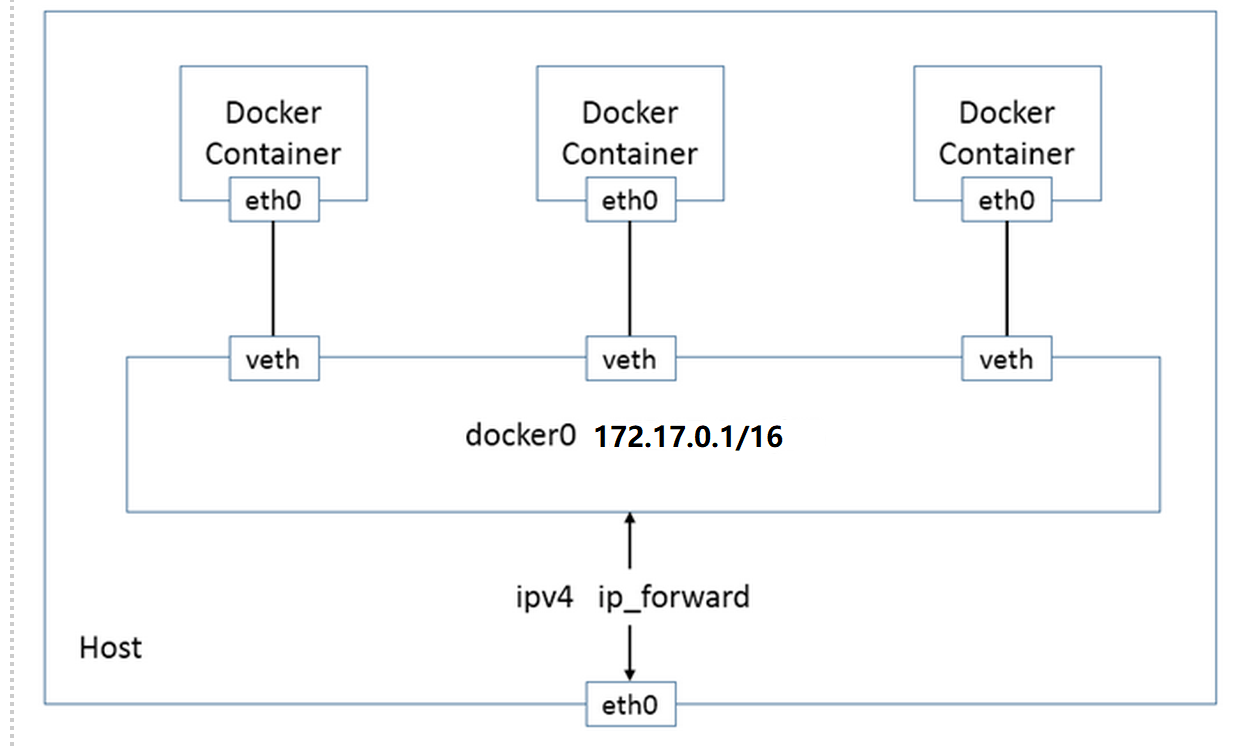 Docker
Container
eth0
Docker
Container
eth0
Docker
Container
eth0
veth
veth
veth
docker0 172.17.0.1/16
ipv4 ip_forward
Host
eth0